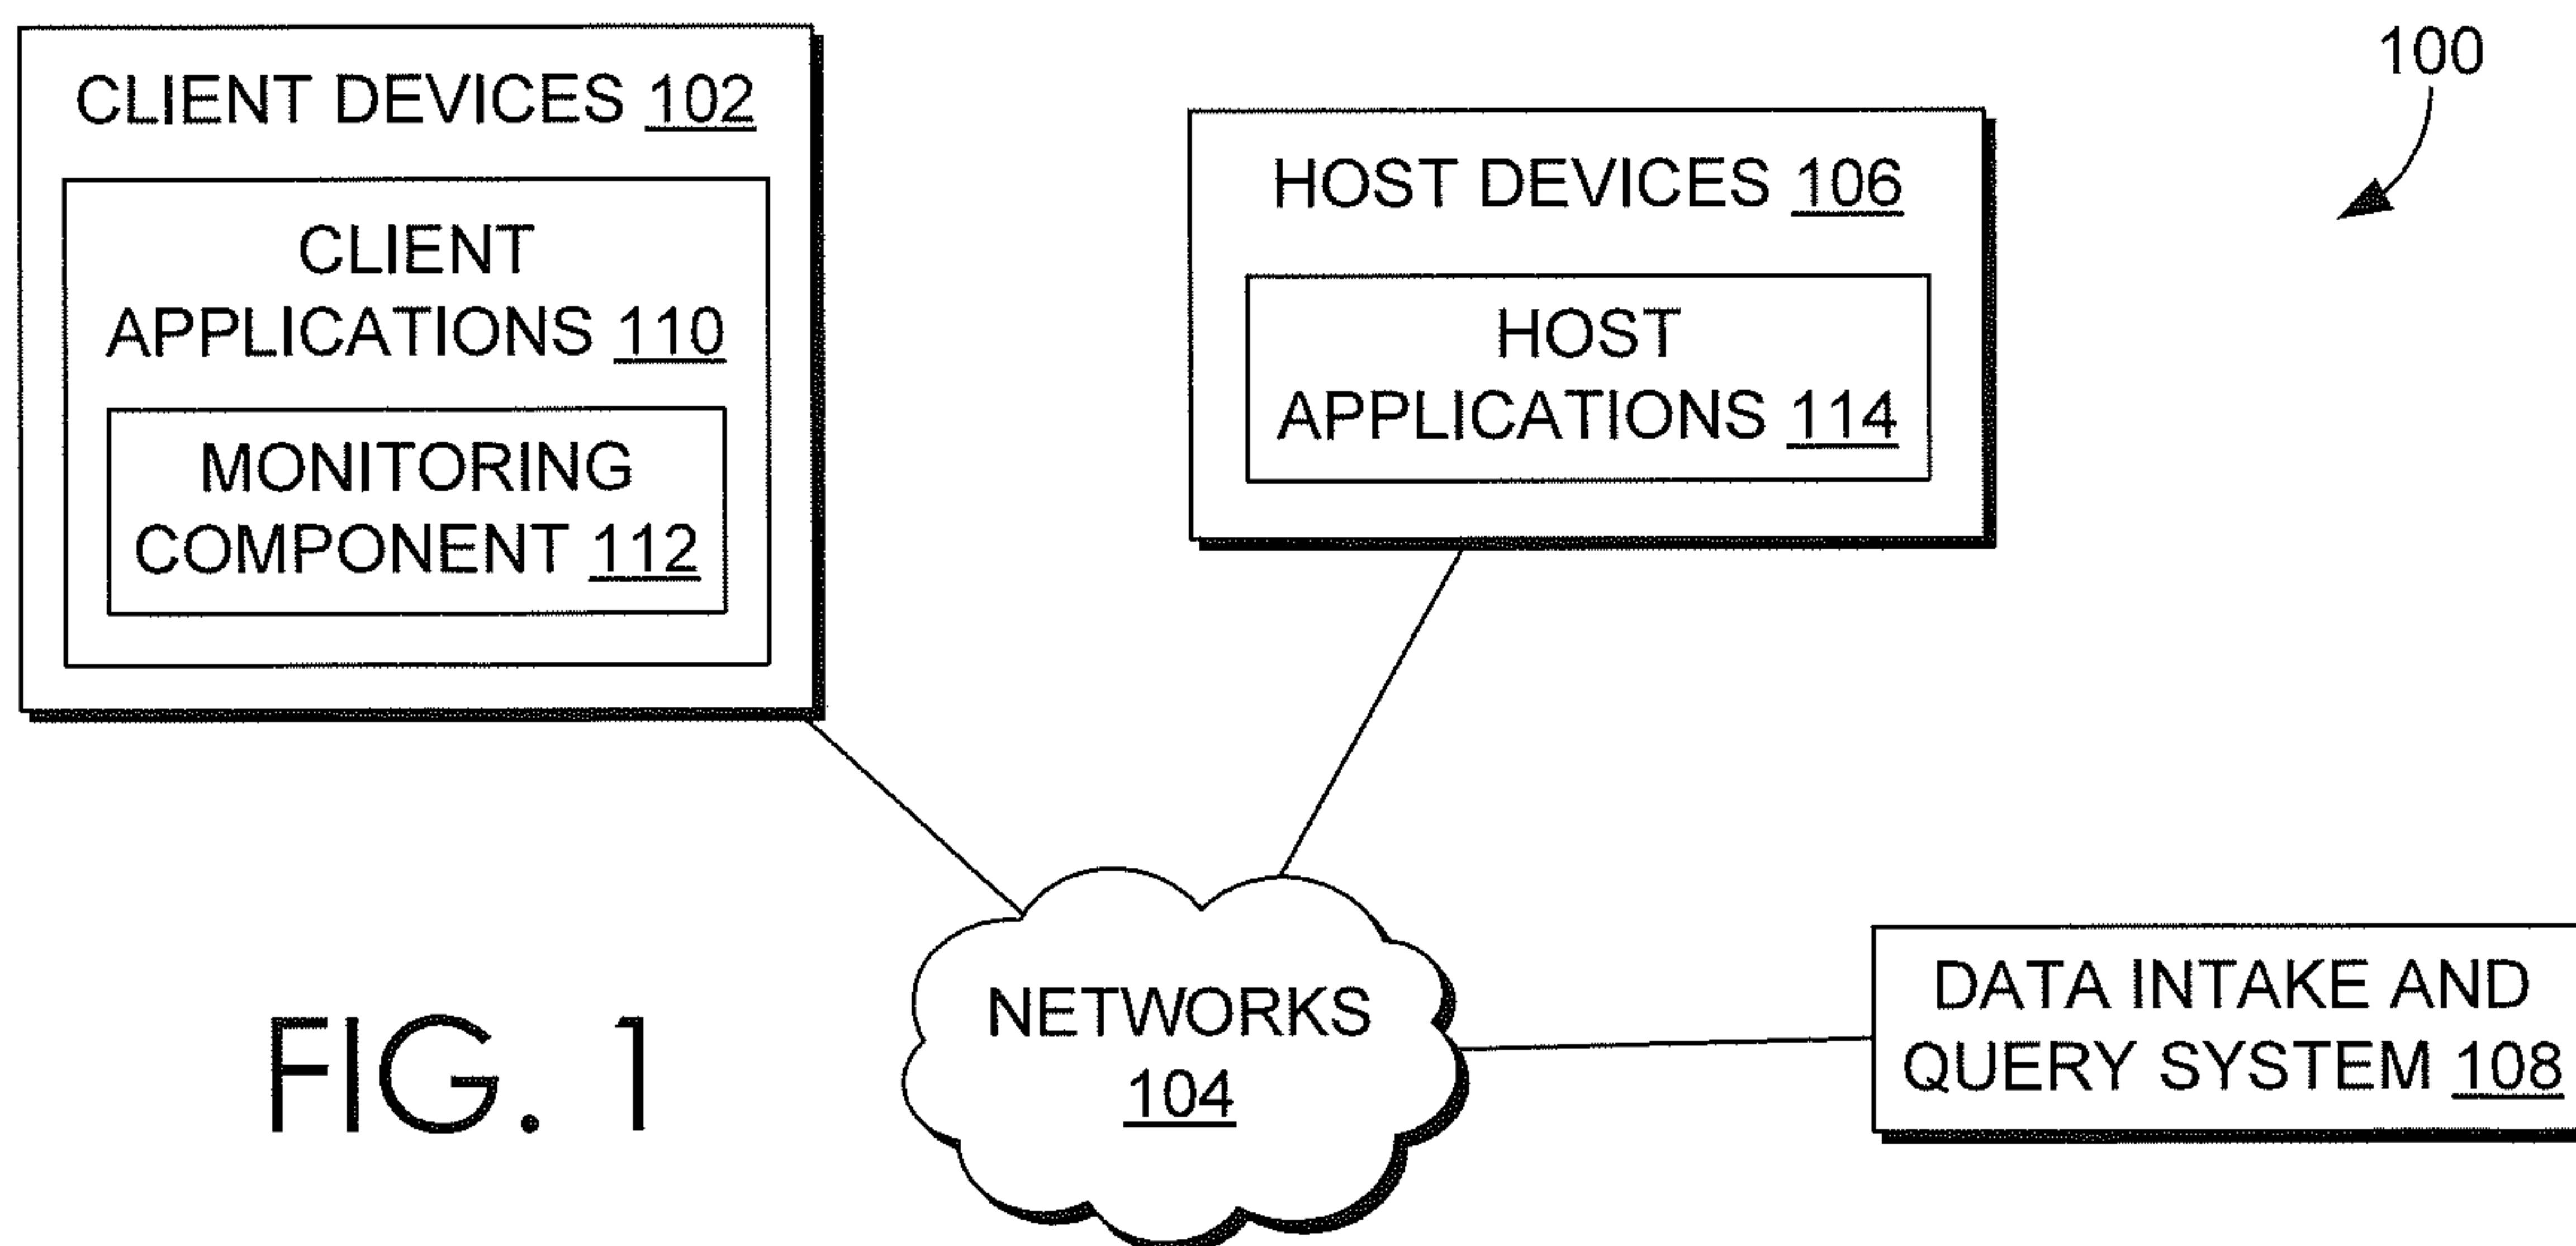 100
CLIENT DEVICES 102
CLIENT
APPLICATIONS 110
MONITORING
COMPONENT 112
HOST DEVICES 106
HOST
APPLICATIONS 114
NETWORKS
104
DATA INTAKE AND
QUERY SYSTEM 108
FIG. 1